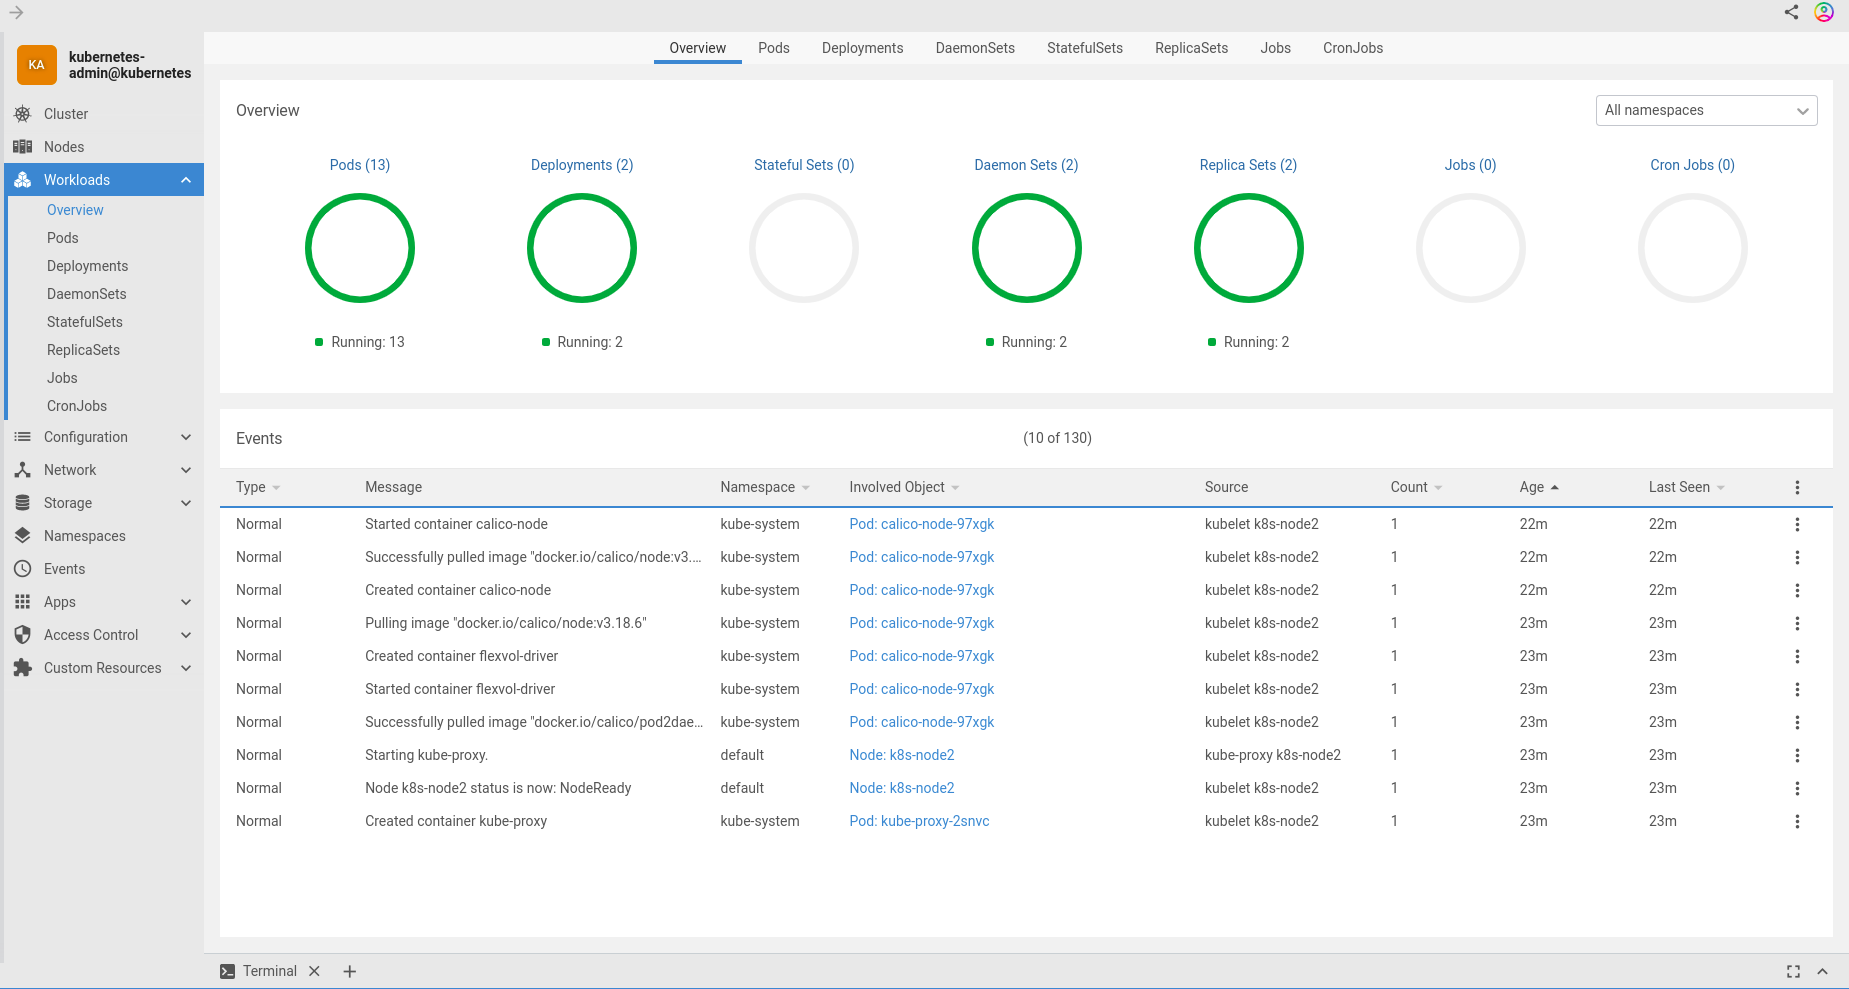 Overview Pods Deployments DaemonSets StatefulSets ReplicaSets Jobs CronJobs
KA
kubernetes-
admin@kubernetes
Cluster
Nodes
Workloads
Overview
Pods
Deployments
DaemonSets
StatefulSets
ReplicaSets
Jobs
CronJobs
Configuration
Network
Storage
Namespaces
Events
Apps
Access Control
Custom Resources
Overview
All namespaces
Pods (13) Deployments (2) Stateful Sets (0) Daemon Sets (2) Replica Sets (2) Jobs (0) Cron Jobs (0)
Running: 13 Running: 2 Running: 2 Running: 2
Events (10 of 130)
Type Message Namespace Involved Object Source Count Age Last Seen
Normal Started container calico-node kube-system Pod: calico-node-97xgk kubelet k8s-node2 1 22m 22m
Normal Successfully pulled image "docker.io/calico/node:v3.... kube-system Pod: calico-node-97xgk kubelet k8s-node2 1 22m 22m
Normal Created container calico-node kube-system Pod: calico-node-97xgk kubelet k8s-node2 1 22m 22m
Normal Pulling image "docker.io/calico/node:v3.18.6" kube-system Pod: calico-node-97xgk kubelet k8s-node2 1 23m 23m
Normal Created container flexvol-driver kube-system Pod: calico-node-97xgk kubelet k8s-node2 1 23m 23m
Normal Started container flexvol-driver kube-system Pod: calico-node-97xgk kubelet k8s-node2 1 23m 23m
Normal Successfully pulled image "docker.io/calico/pod2dae... kube-system Pod: calico-node-97xgk kubelet k8s-node2 1 23m 23m
Normal Starting kube-proxy. default Node: k8s-node2 kube-proxy k8s-node2 1 23m 23m
Normal Node k8s-node2 status is now: NodeReady default Node: k8s-node2 kubelet k8s-node2 1 23m 23m
Normal Created container kube-proxy kube-system Pod: kube-proxy-2snvc kubelet k8s-node2 1 23m 23m
Terminal